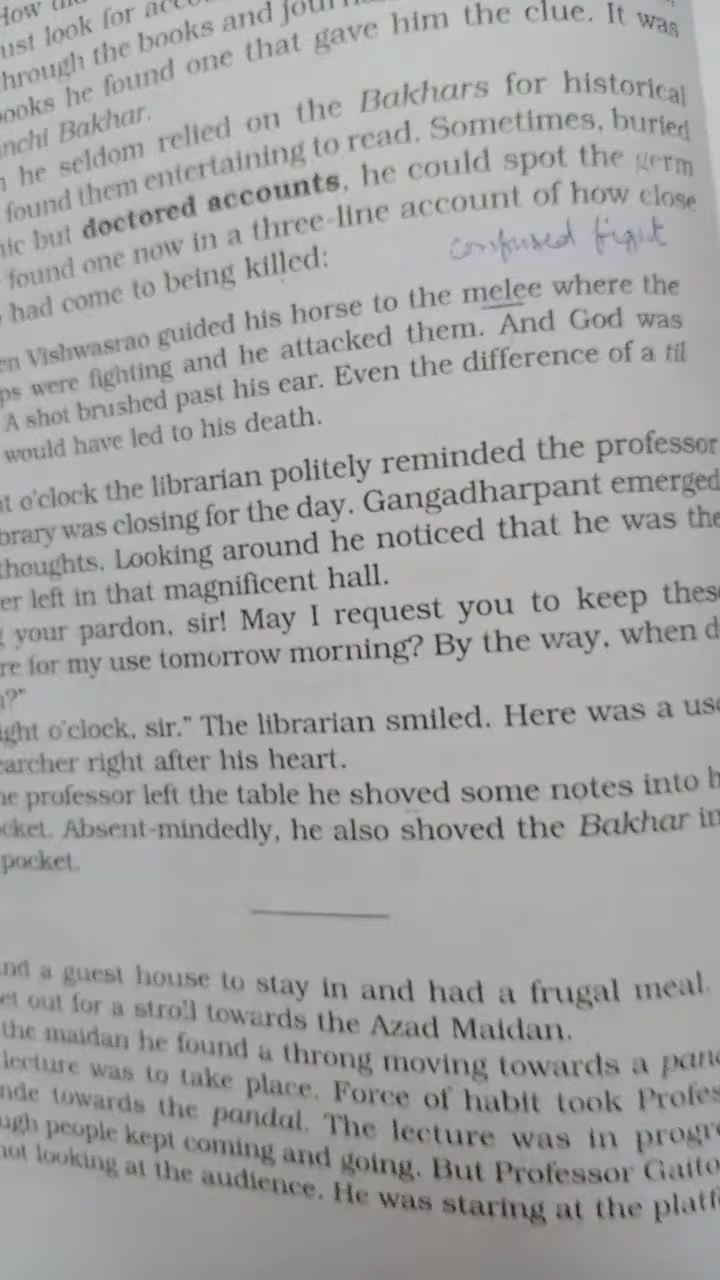 ust look for
hrough the books and
ooks he found one that gave him the clue. It was
nchi Bakhar.
he seldom relied on the Bakhars for historical
found them entertaining to read. Sometimes, buried
hic but doctored accounts, he could spot the germ
found one now in a three-line account of how close
had come to being killed:
confused fight
en Vishwasrao guided his horse to the melee where the
ps were fighting and he attacked them. And God was
A shot brushed past his ear. Even the difference of a til
would have led to his death.
ht o'clock the librarian politely reminded the professor
brary was closing for the day. Gangadharpant emerged
thoughts. Looking around he noticed that he was the
er left in that magnificent hall.
g your pardon, sir! May I request you to keep thes
re for my use tomorrow morning? By the way, when d
?"
ight o'clock, sir." The librarian smiled. Here was a us
earcher right after his heart.
he professor left the table he shoved some notes into h
cket. Absent-mindedly, he also shoved the Bakhar in
pocket.
nd a guest house to stay in and had a frugal meal.
et out for a stroll towards the Azad Maidan.
the maidan he found a throng moving towards a pand
lecture was to take place. Force of habit took Profes
nde towards the pandal. The lecture was in progre
ugh people kept coming and going. But Professor Gaito
not looking at the audience. He was staring at the platf